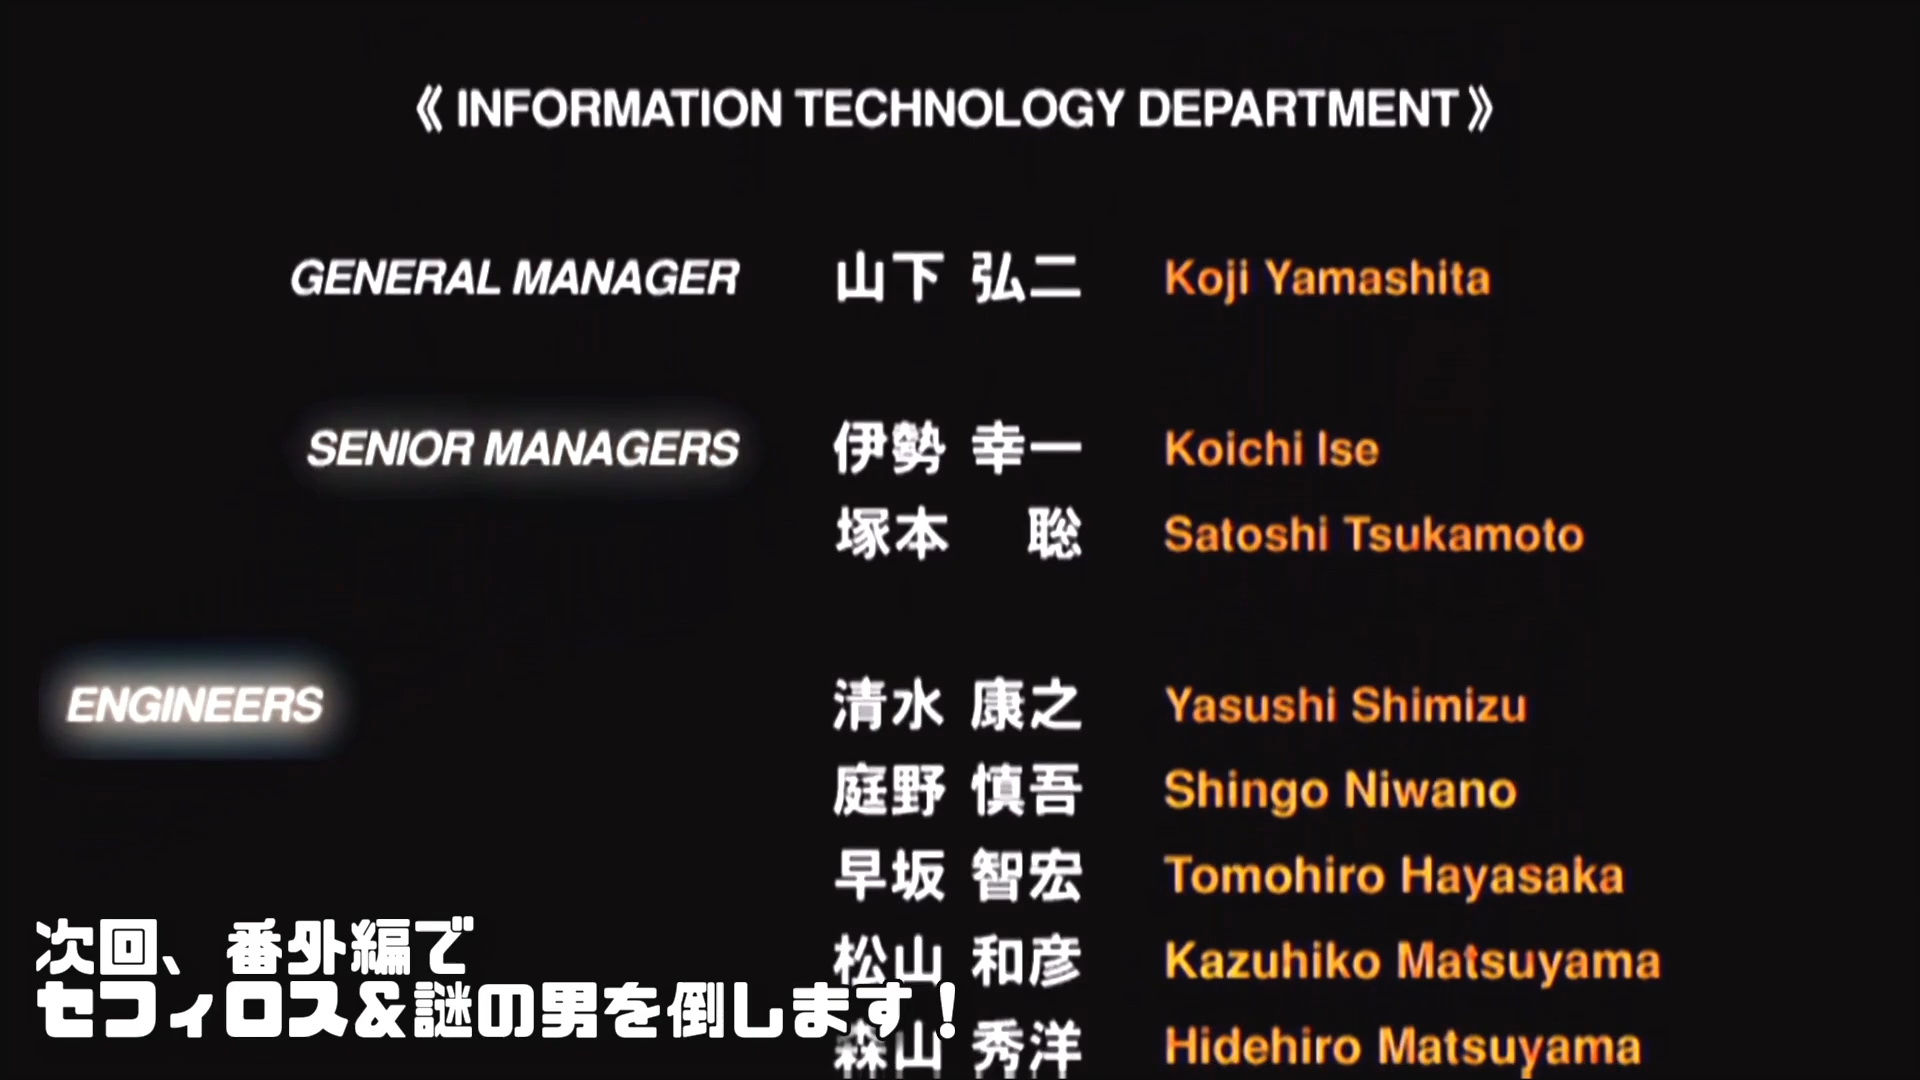 《 INFORMATION TECHNOLOGY DEPARTMENT 》
GENERAL MANAGER 山下 弘二 Koji Yamashita
SENIOR MANAGERS 伊勢 幸一 Koichi Ise
塚本 聡 Satoshi Tsukamoto
ENGINEERS 清水 康之 Yasushi Shimizu
庭野 慎吾 Shingo Niwano
早坂 智宏 Tomohiro Hayasaka
松山 和彦 Kazuhiko Matsuyama
森山 秀洋 Hidehiro Matsuyama
次回、番外編で
セフィロス&謎の男を倒します!